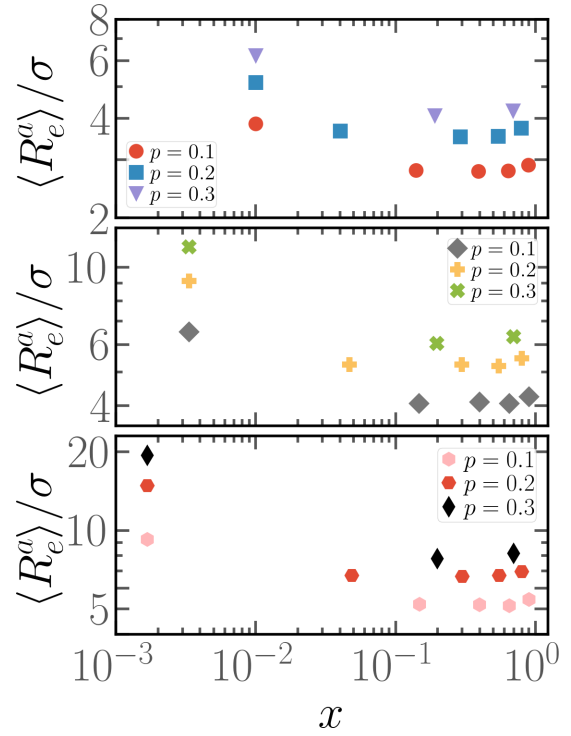 8
6
4
2
⟨R_e^a⟩/σ
p = 0.1
p = 0.2
p = 0.3
2
10
6
4
⟨R_e^a⟩/σ
p = 0.1
p = 0.2
p = 0.3
20
10
5
⟨R_e^a⟩/σ
p = 0.1
p = 0.2
p = 0.3
10^{-3} 10^{-2} 10^{-1} 10^0
x